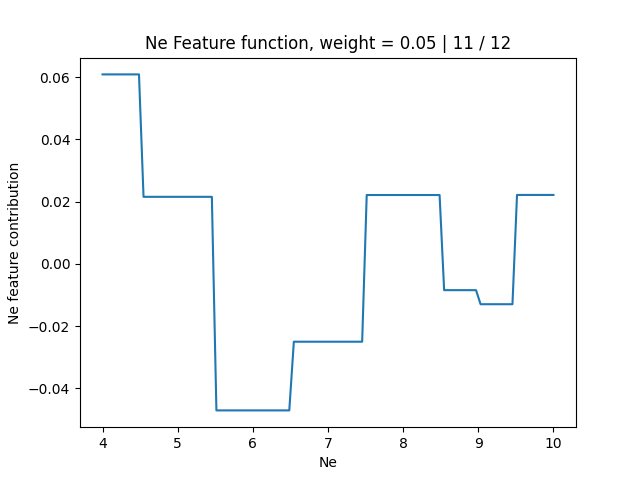 Ne Feature function, weight = 0.05 | 11 / 12
Ne feature contribution
0.06
0.04
0.02
0.00
−0.02
−0.04
4 5 6 7 8 9 10
Ne